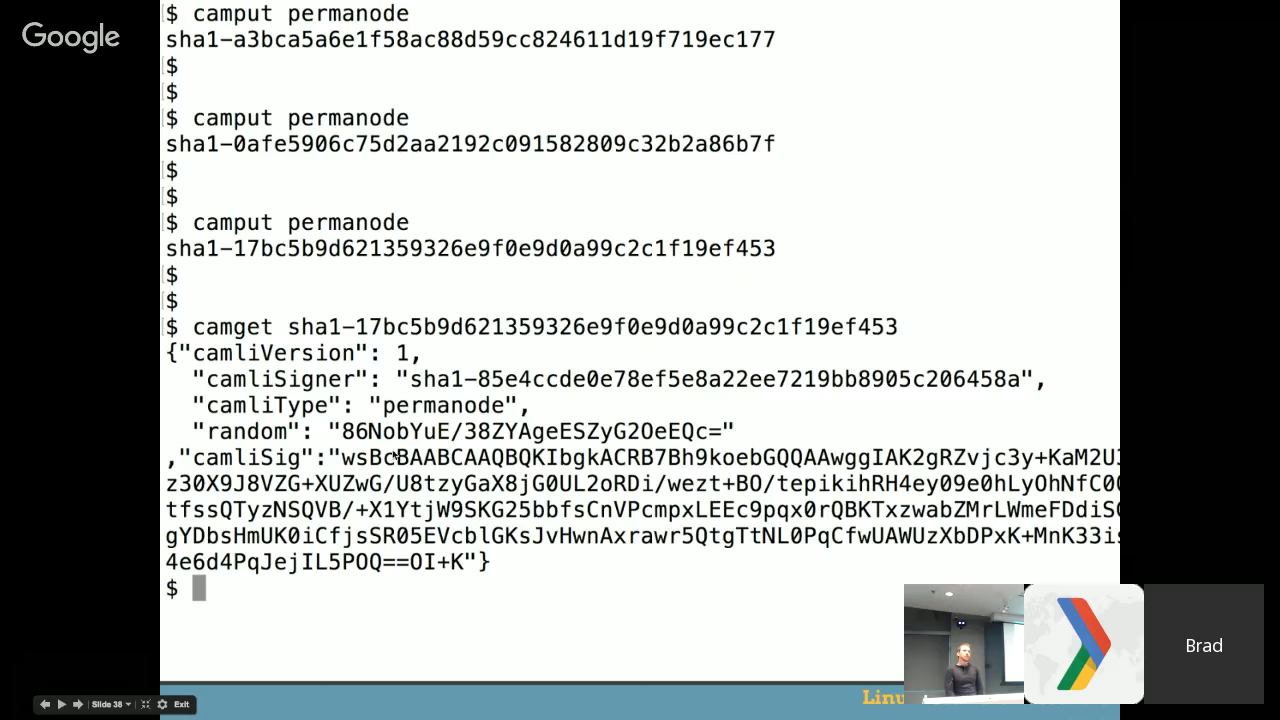 Google
$ camput permanode
sha1-a3bca5a6e1f58ac88d59cc824611d19f719ec177
$
$
$ camput permanode
sha1-0afe5906c75d2aa2192c091582809c32b2a86b7f
$
$
$ camput permanode
sha1-17bc5b9d621359326e9f0e9d0a99c2c1f19ef453
$
$
$ camget sha1-17bc5b9d621359326e9f0e9d0a99c2c1f19ef453
{"camliVersion": 1,
"camliSigner": "sha1-85e4ccde0e78ef5e8a22ee7219bb8905c206458a",
"camliType": "permanode",
"random": "86NobYuE/38ZYAgeESZyG2OeEQc="
,"camliSig":"wsBcBAABCAAQBQKIbgkACRB7Bh9koebGQQAAwggIAK2gRZvjc3y+KaM2U
z30X9J8VZG+XUZwG/U8tzyGaX8jG0UL2oRDi/wezt+BO/tepikihRH4ey09e0hLyOhNfC0
tfssQTyzNSQVB/+X1YtjW9SKG25bbfsCnVPcmpxLEEc9pqx0rQBKTxzwabZMrLWmeFDdiS
gYDbsHmUK0iCfjsSR05EVcblGKsJvHwnAxrawr5QtgTtNL0PqCfwUAWUzXbDPxK+MnK33i
4e6d4PqJejIL5POQ==OI+K"}
$
Brad
Linu
Slide 38
Exit